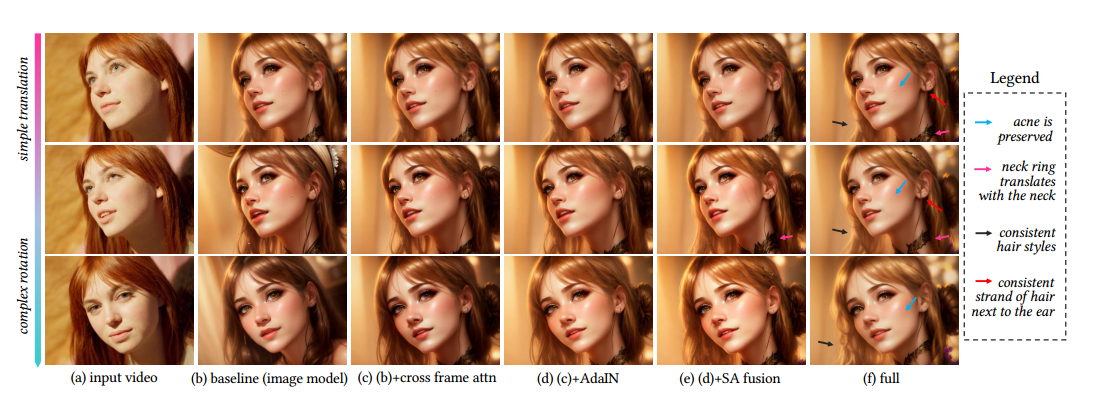 simple translation
complex rotation
(a) input video
(b) baseline (image model)
(c) (b)+cross frame attn
(d) (c)+AdaIN
(e) (d)+SA fusion
(f) full
Legend
acne is
preserved
neck ring
translates
with the neck
consistent
hair styles
consistent
strand of hair
next to the ear